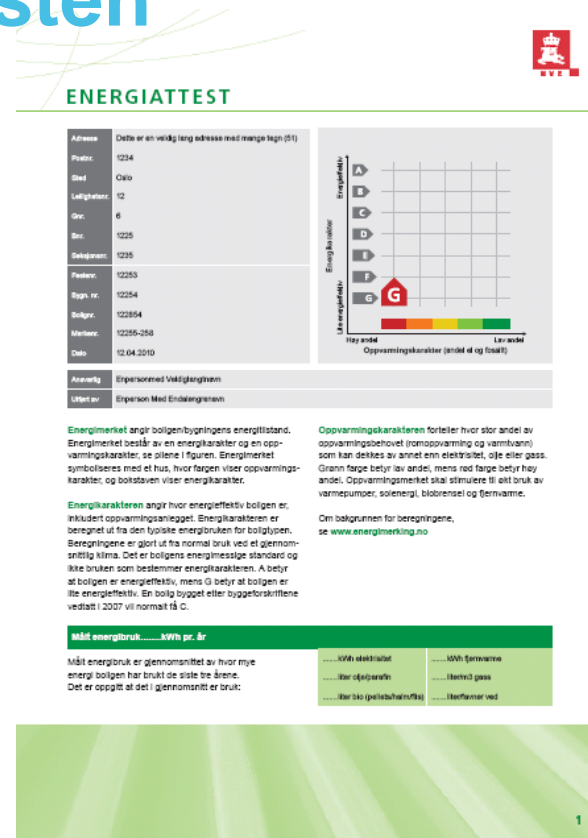 sten
NVE
ENERGIATTEST
Adresse Dette er en veldig lang adresse med mange tegn (51)
Postnr. 1234
Sted Oslo
Leilighetsnr. 12
Gnr. 6
Bnr. 1225
Seksjonsnr. 1235
Festenr. 12253
Bygn. nr. 12254
Bolignr. 122554
Merkenr. 12255-258
Dato 12.04.2010
Ansvarlig Enpersonmed Veldiglangtnavn
Utført av Enperson Med Endalengrenavn
Energieffektiv
Energikarakter
Lite energieffektiv
A
B
C
D
E
F
G
G
Høy andel Lav andel
Oppvarmingskarakter (andel el og fossilt)
Energimerket angir boligen/bygningens energitilstand.
Energimerket består av en energikarakter og en opp-
varmingskarakter, se pilene i figuren. Energimerket
symboliseres med et hus, hvor fargen viser oppvarmings-
karakter, og bokstaven viser energikarakter.
Energikarakteren angir hvor energieffektiv boligen er,
inkludert oppvarmingsanlegget. Energikarakteren er
beregnet ut fra den typiske energibruken for boligtypen.
Beregningene er gjort ut fra normal bruk ved et gjennom-
snittlig klima. Det er boligens energimessige standard og
ikke bruken som bestemmer energikarakteren. A betyr
at boligen er energieffektiv, mens G betyr at boligen er
lite energieffektiv. En bolig bygget etter byggeforskriftene
vedtatt i 2007 vil normalt få C.
Oppvarmingskarakteren forteller hvor stor andel av
oppvarmingsbehovet (romoppvarming og varmtvann)
som kan dekkes av annet enn elektrisitet, olje eller gass.
Grønn farge betyr lav andel, mens rød farge betyr høy
andel. Oppvarmingsmerket skal stimulere til økt bruk av
varmepumper, solenergi, biobrensel og fjernvarme.
Om bakgrunnen for beregningene,
se www.energimerking.no
Målt energibruk........kWh pr. år
Målt energibruk er gjennomsnittet av hvor mye
energi boligen har brukt de siste tre årene.
Det er oppgitt at det i gjennomsnitt er bruk:
.......kWh elektrisitet
.......kWh fjernvarme
.......liter olje/parafin
.......liter/m3 gass
.......liter bio (pellets/halm/flis)
.......liter/favner ved
1